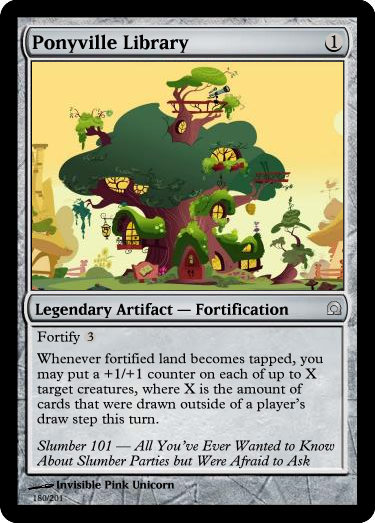 Ponyville Library 1
Legendary Artifact — Fortification
Fortify 3
Whenever fortified land becomes tapped, you
may put a +1/+1 counter on each of up to X
target creatures, where X is the amount of
cards that were drawn outside of a player's
draw step this turn.
Slumber 101 — All You've Ever Wanted to Know
About Slumber Parties but Were Afraid to Ask
Invisible Pink Unicorn
180/201